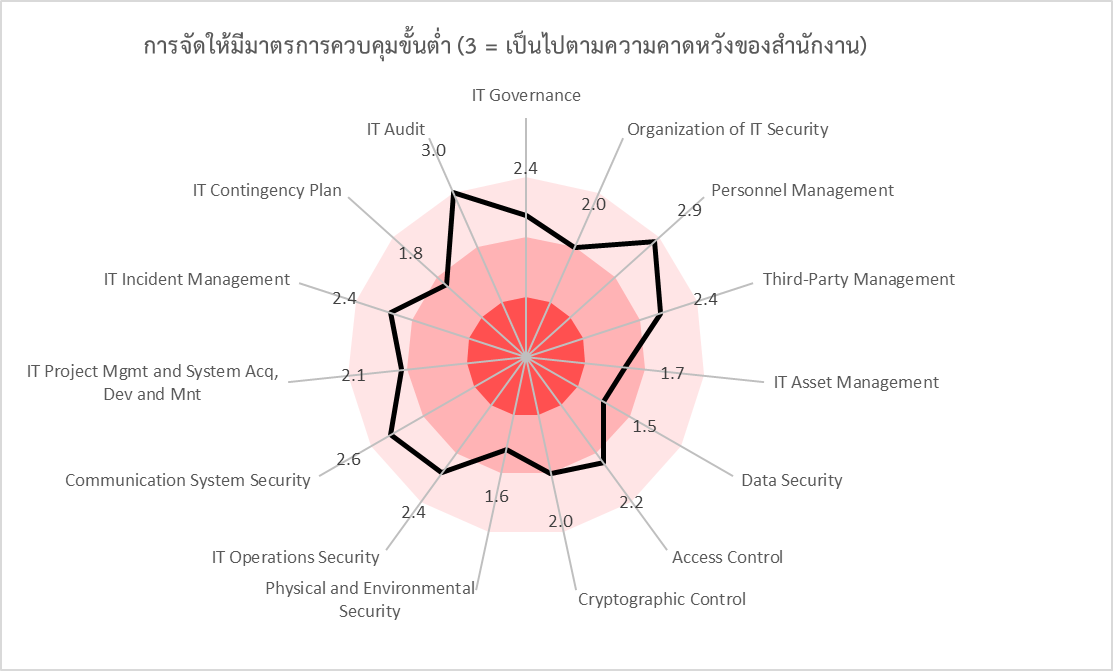 การจัดให้มีมาตรการควบคุมขั้นต่ำ (3 = เป็นไปตามความคาดหวังของสำนักงาน)
IT Governance
2.4
Organization of IT Security
2.0
Personnel Management
2.9
Third-Party Management
2.4
IT Asset Management
1.7
Data Security
1.5
Access Control
2.2
Cryptographic Control
2.0
Physical and Environmental
Security
1.6
IT Operations Security
2.4
Communication System Security
2.6
IT Project Mgmt and System Acq,
Dev and Mnt
2.1
IT Incident Management
2.4
IT Contingency Plan
1.8
IT Audit
3.0